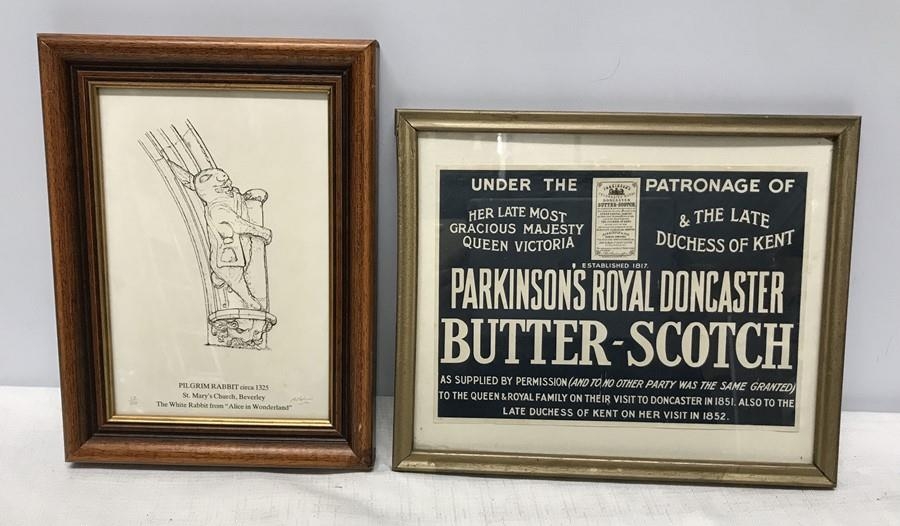 PILGRIM RABBIT circa 1325
St. Mary's Church, Beverley
The White Rabbit from "Alice in Wonderland"
UNDER THE PATRONAGE OF
HER LATE MOST
GRACIOUS MAJESTY
QUEEN VICTORIA
& THE LATE
DUCHESS OF KENT
DONCASTER
BUTTER-SCOTCH
ESTABLISHED 1817.
PARKINSON'S ROYAL DONCASTER
BUTTER-SCOTCH
AS SUPPLIED BY PERMISSION (AND TO NO OTHER PARTY WAS THE SAME GRANTED)
TO THE QUEEN & ROYAL FAMILY ON THEIR VISIT TO DONCASTER IN 1851. ALSO TO THE
LATE DUCHESS OF KENT ON HER VISIT IN 1852.